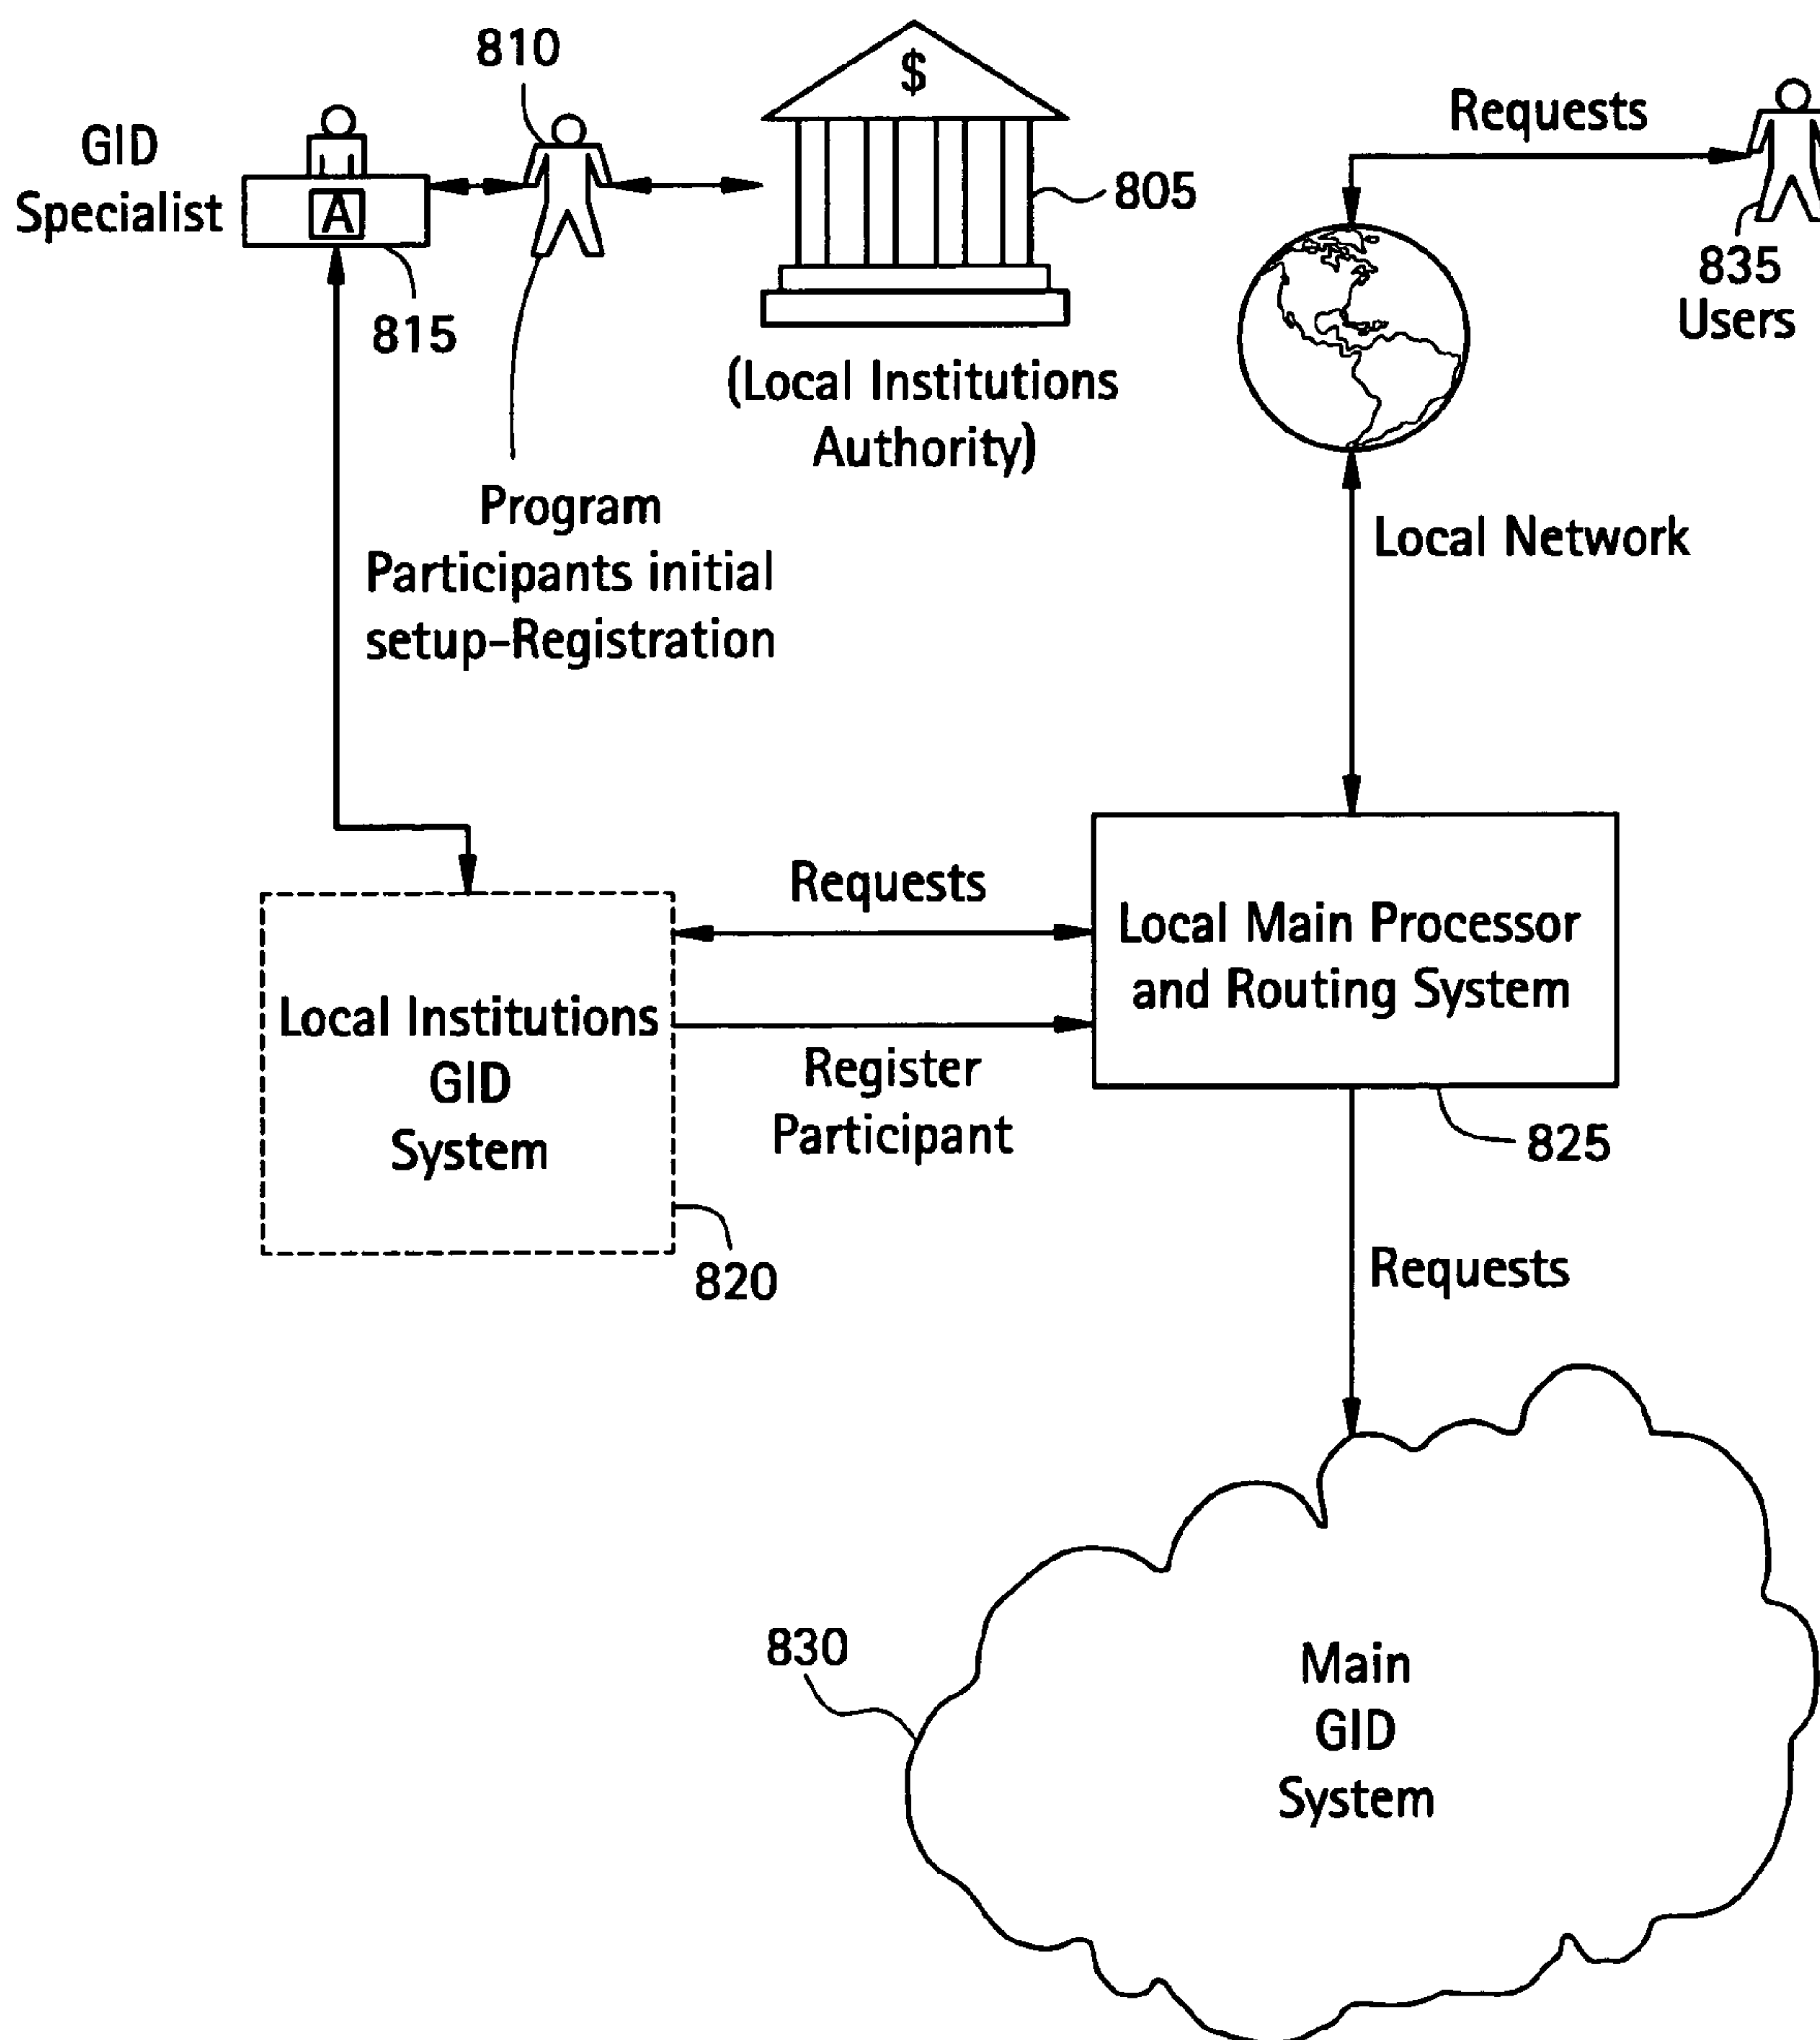 810
$
Requests
GID
Specialist
A
805
835
Users
815
(Local Institutions
Authority)
Program
Participants initial
setup-Registration
Local Network
Requests
Local Main Processor
and Routing System
Local Institutions
GID
System
Register
Participant
825
820
Requests
830
Main
GID
System